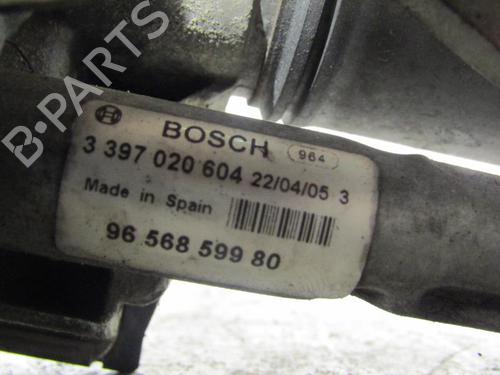 B-PARTS
BOSCH 964
3 397 020 604 22/04/05 3
Made in Spain
96 568 599 80